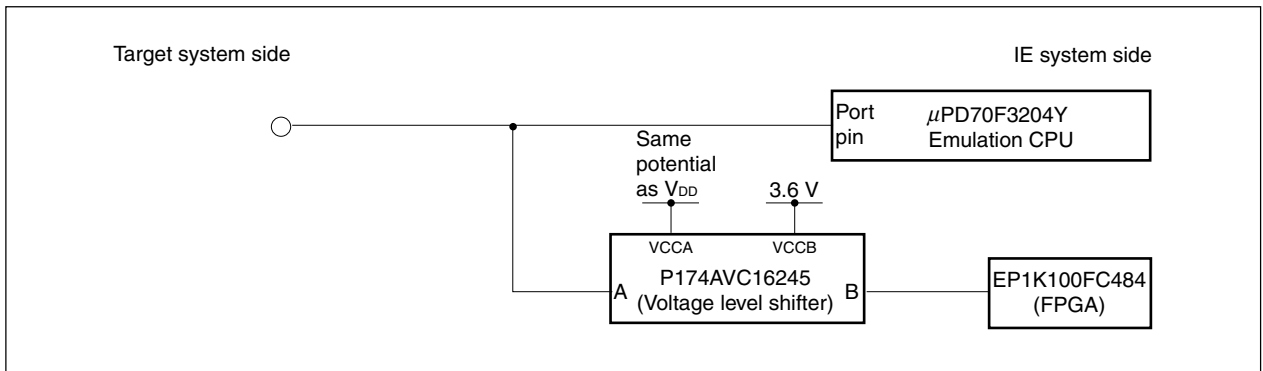 Target system side
IE system side
Port
pin
μPD70F3204Y
Emulation CPU
Same
potential
as VDD
3.6 V
VCCA
VCCB
A
P174AVC16245
(Voltage level shifter)
B
EP1K100FC484
(FPGA)